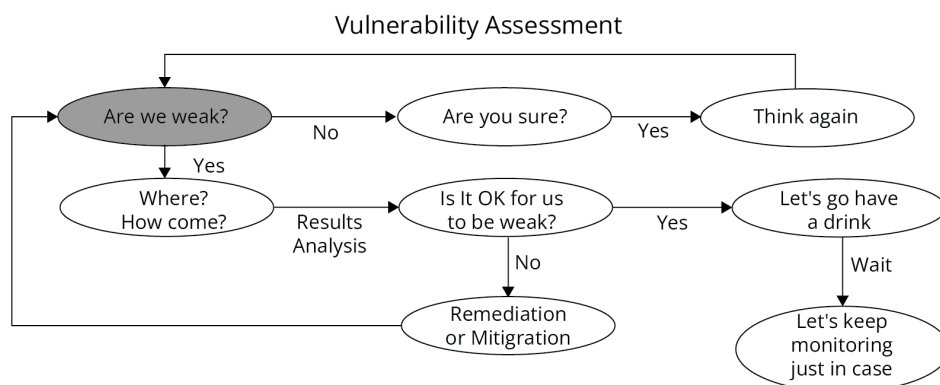 Vulnerability Assessment
Are we weak?
No
Are you sure?
Yes
Think again
Yes
Where?
How come?
Results
Analysis
Is It OK for us
to be weak?
Yes
Let's go have
a drink
No
Wait
Remediation
or Mitigration
Let's keep
monitoring
just in case